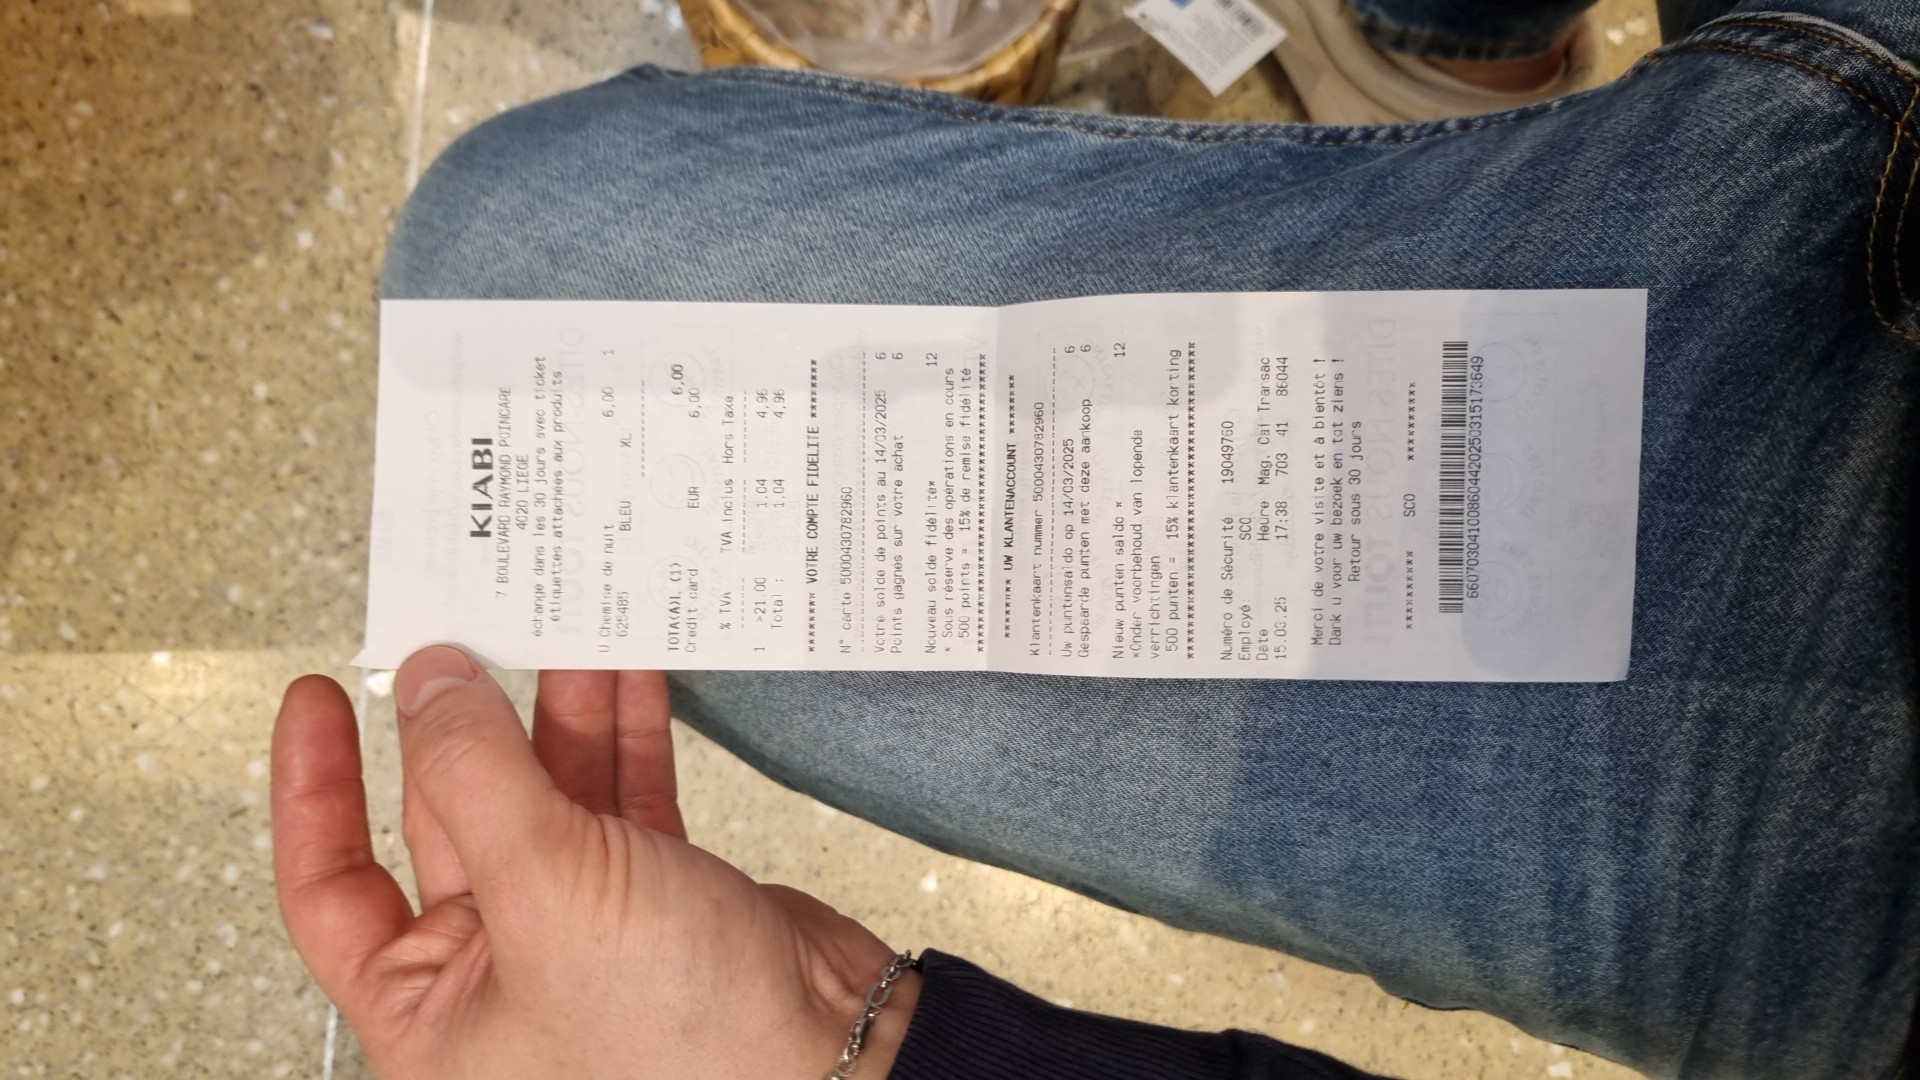 KIABI
7 BOULEVARD RAYMOND POINCARE
4020 LIEGE
échange dans les 30 jours avec ticket
étiquettes attachées aux produits
U Chemise de nuit 6,00 1
625485 BLEU XL
TOTA(A)L (1) 6,00
Credit card EUR 6,00
% TVA TVA inclus Hors Taxe
1 >21.00 1,04 4,96
Total : 1,04 4,96
******* VOTRE COMPTE FIDELITE *******
N° carte 5000430782960
Votre solde de points au 14/03/2025 6
Points gagnés sur votre achat 6
Nouveau solde fidélité* 12
* Sous réserve des opérations en cours
500 points = 15% de remise fidélité
******* UW KLANTENACCOUNT *******
Klantenkaart nummer 5000430782960
Uw puntensaldo op 14/03/2025 6
Gespaarde punten met deze aankoop 6
Nieuw punten saldo * 12
*Onder voorbehoud van lopende
verrichtingen
500 punten = 15% klantenkaart korting
Numéro de Sécurité 19049760
Employé: SCO
Date Heure Mag. Cai Transac
15.03.25 17:38 703 41 86044
Merci de votre visite et à bientôt !
Dank u voor uw bezoek en tot ziens !
Retour sous 30 jours
********* SCO *********
660703041008604420250315173649